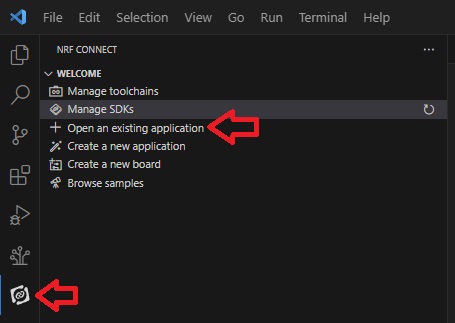 File Edit Selection View Go Run Terminal Help
NRF CONNECT
WELCOME
Manage toolchains
Manage SDKs
Open an existing application
Create a new application
Create a new board
Browse samples